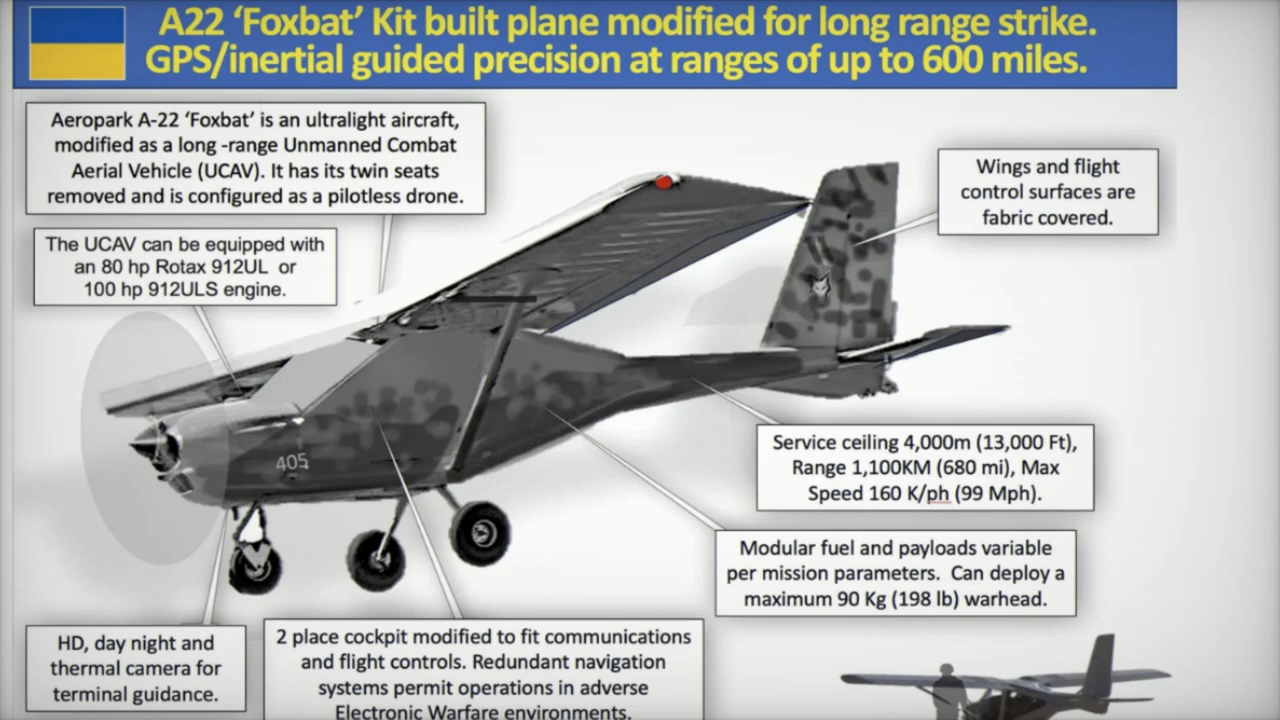 A22 ‘Foxbat’ Kit built plane modified for long range strike.
GPS/inertial guided precision at ranges of up to 600 miles.
Aeropark A-22 ‘Foxbat’ is an ultralight aircraft,
modified as a long -range Unmanned Combat
Aerial Vehicle (UCAV). It has its twin seats
removed and is configured as a pilotless drone.
Wings and flight
control surfaces are
fabric covered.
The UCAV can be equipped with
an 80 hp Rotax 912UL or
100 hp 912ULS engine.
405
Service ceiling 4,000m (13,000 Ft),
Range 1,100KM (680 mi), Max
Speed 160 K/ph (99 Mph).
Modular fuel and payloads variable
per mission parameters. Can deploy a
maximum 90 Kg (198 lb) warhead.
HD, day night and
thermal camera for
terminal guidance.
2 place cockpit modified to fit communications
and flight controls. Redundant navigation
systems permit operations in adverse
Electronic Warfare environments.